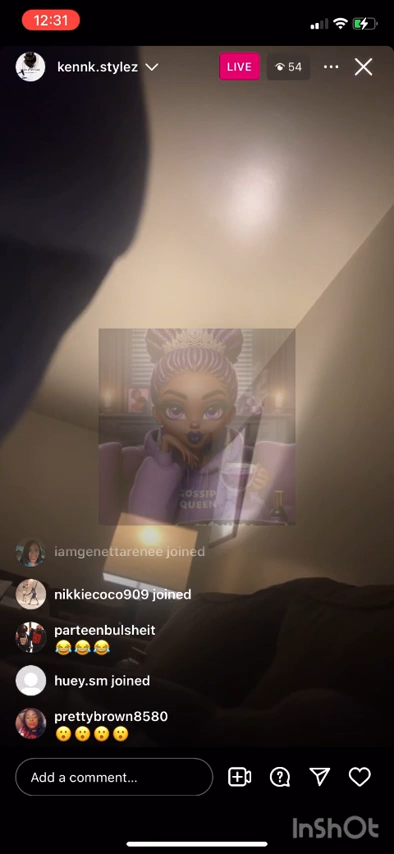 12:31
kennk.stylez
LIVE
54
GOSSIP
QUEEN
iamgenettarenee joined
nikkiecoco909 joined
parteenbulsheit
😂😂😂
huey.sm joined
prettybrown8580
😮😮😮😮
Add a comment...
InShOt